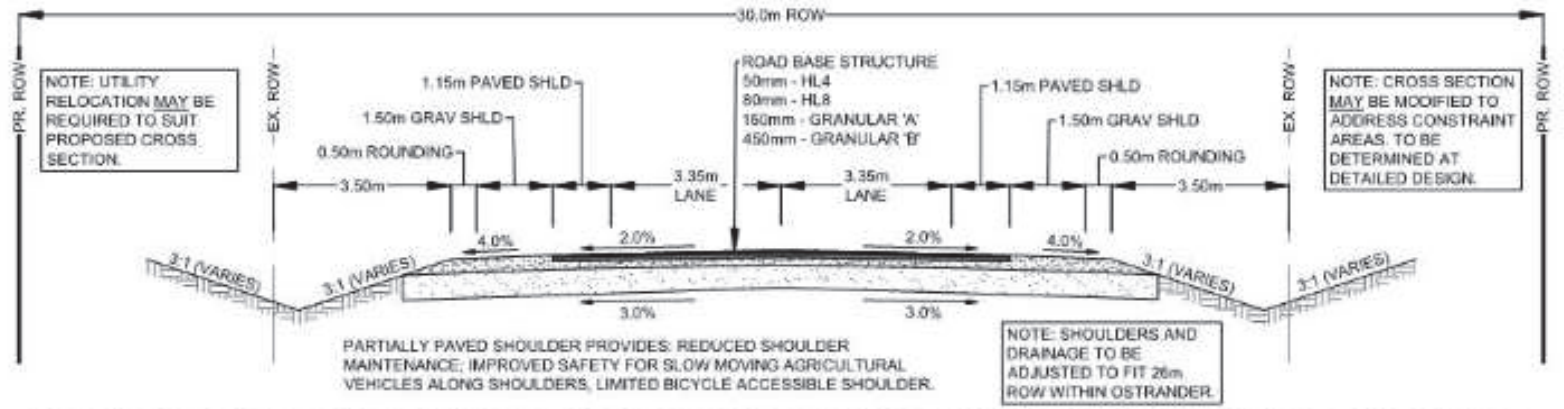 30.0m ROW
PR. ROW
NOTE: UTILITY
RELOCATION MAY BE
REQUIRED TO SUIT
PROPOSED CROSS
SECTION.
EX. ROW
1.15m PAVED SHLD
1.50m GRAV SHLD
0.50m ROUNDING
ROAD BASE STRUCTURE
50mm - HL4
80mm - HL8
150mm - GRANULAR 'A'
450mm - GRANULAR 'B'
1.15m PAVED SHLD
1.50m GRAV SHLD
0.50m ROUNDING
EX. ROW
NOTE: CROSS SECTION
MAY BE MODIFIED TO
ADDRESS CONSTRAINT
AREAS. TO BE
DETERMINED AT
DETAILED DESIGN.
PR. ROW
3.50m
3.35m
LANE
3.35m
LANE
3.50m
4.0%
2.0%
2.0%
4.0%
3:1 (VARIES)
3:1 (VARIES)
3:1 (VARIES)
3:1 (VARIES)
3.0%
3.0%
PARTIALLY PAVED SHOULDER PROVIDES: REDUCED SHOULDER
MAINTENANCE; IMPROVED SAFETY FOR SLOW MOVING AGRICULTURAL
VEHICLES ALONG SHOULDERS, LIMITED BICYCLE ACCESSIBLE SHOULDER.
NOTE: SHOULDERS AND
DRAINAGE TO BE
ADJUSTED TO FIT 26m
ROW WITHIN OSTRANDER.